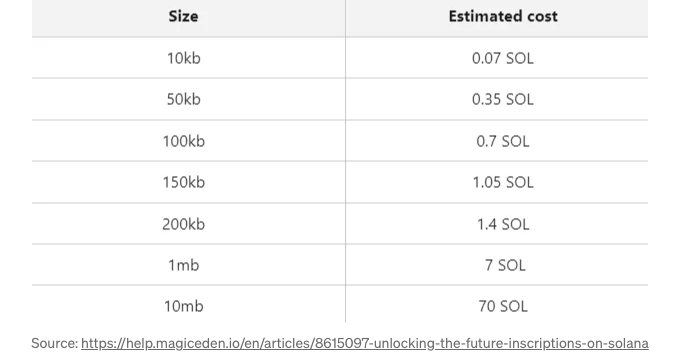 Size Estimated cost
10kb 0.07 SOL
50kb 0.35 SOL
100kb 0.7 SOL
150kb 1.05 SOL
200kb 1.4 SOL
1mb 7 SOL
10mb 70 SOL
Source: https://help.magiceden.io/en/articles/8615097-unlocking-the-future-inscriptions-on-solana